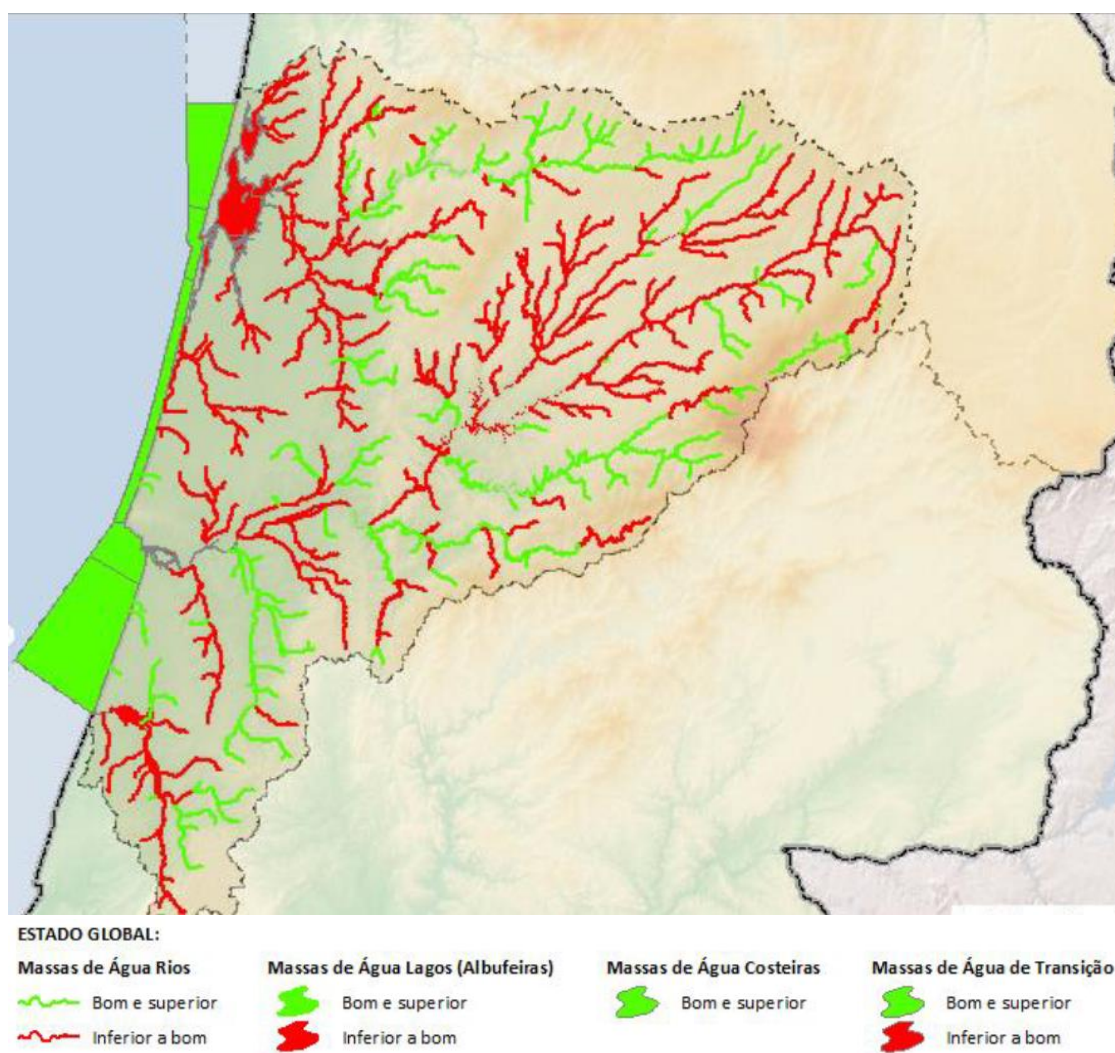 ESTADO GLOBAL:
Massas de Água Rios
Bom e superior
Inferior a bom
Massas de Água Lagos (Albufeiras)
Bom e superior
Inferior a bom
Massas de Água Costeiras
Bom e superior
Massas de Água de Transição
Bom e superior
Inferior a bom